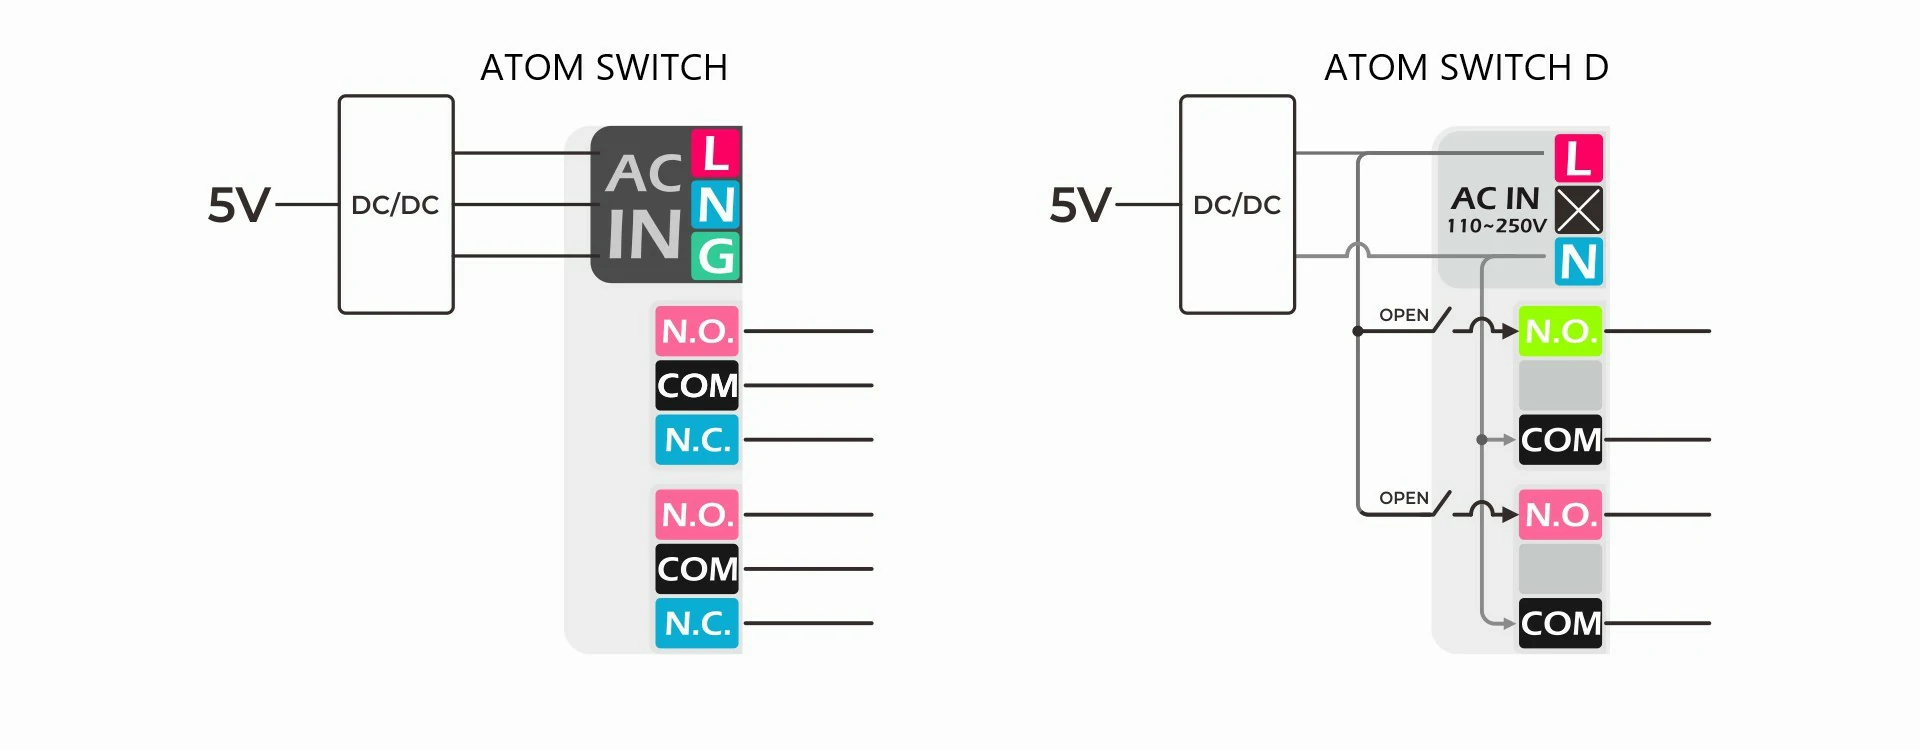 ATOM SWITCH
5V
DC/DC
AC IN
L
N
G
N.O.
COM
N.C.
N.O.
COM
N.C.
ATOM SWITCH D
5V
DC/DC
AC IN
110~250V
L
N
OPEN
N.O.
COM
OPEN
N.O.
COM